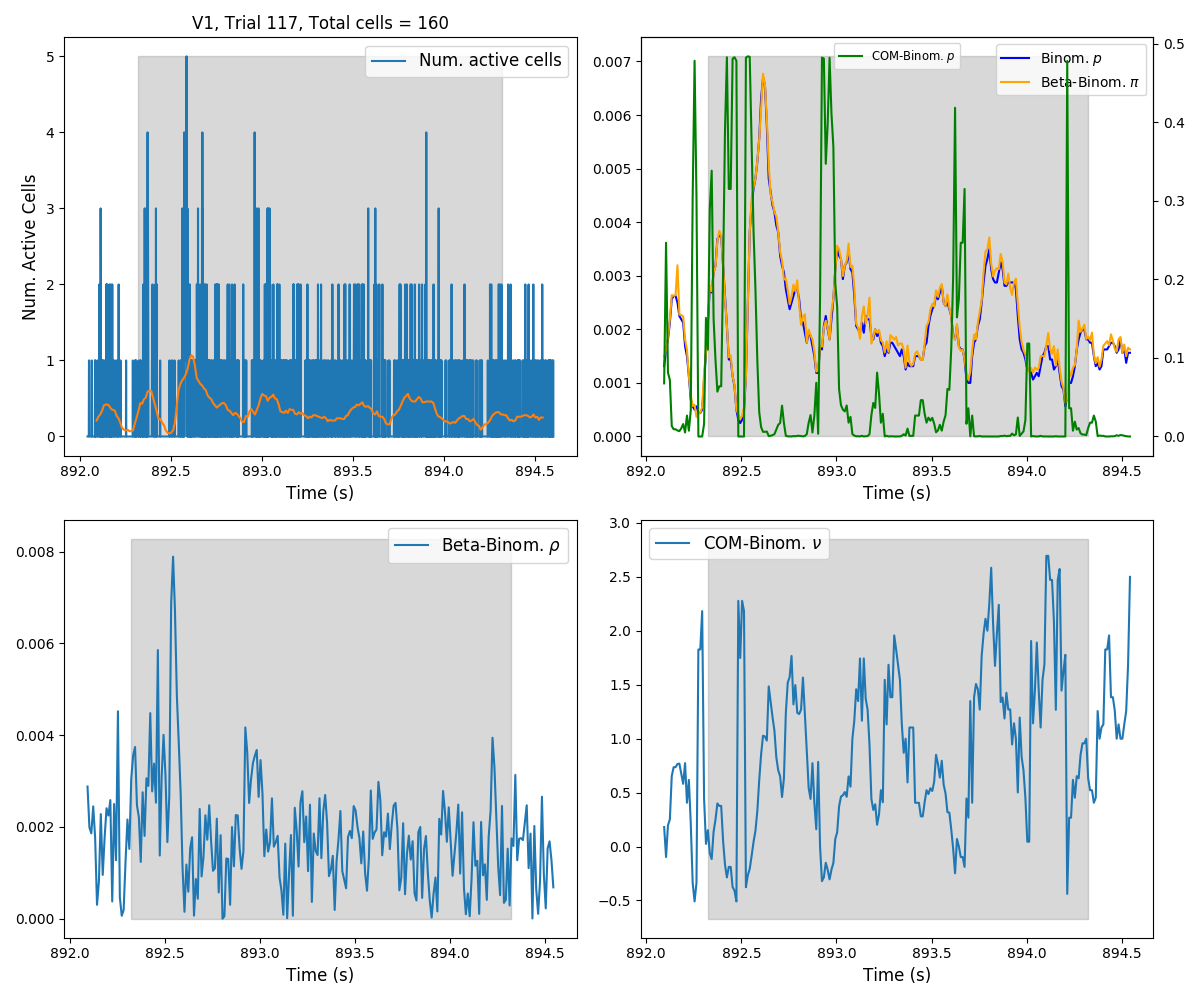 V1, Trial 117, Total cells = 160
Num. active cells
5
4
3
2
1
0
Num. Active Cells
892.0 892.5 893.0 893.5 894.0 894.5
Time (s)
COM-Binom. p
Binom. p
Beta-Binom. π
0.007
0.006
0.005
0.004
0.003
0.002
0.001
0.000
0.5
0.4
0.3
0.2
0.1
0.0
892.0 892.5 893.0 893.5 894.0 894.5
Time (s)
Beta-Binom. ρ
0.008
0.006
0.004
0.002
0.000
892.0 892.5 893.0 893.5 894.0 894.5
Time (s)
COM-Binom. ν
3.0
2.5
2.0
1.5
1.0
0.5
0.0
−0.5
892.0 892.5 893.0 893.5 894.0 894.5
Time (s)